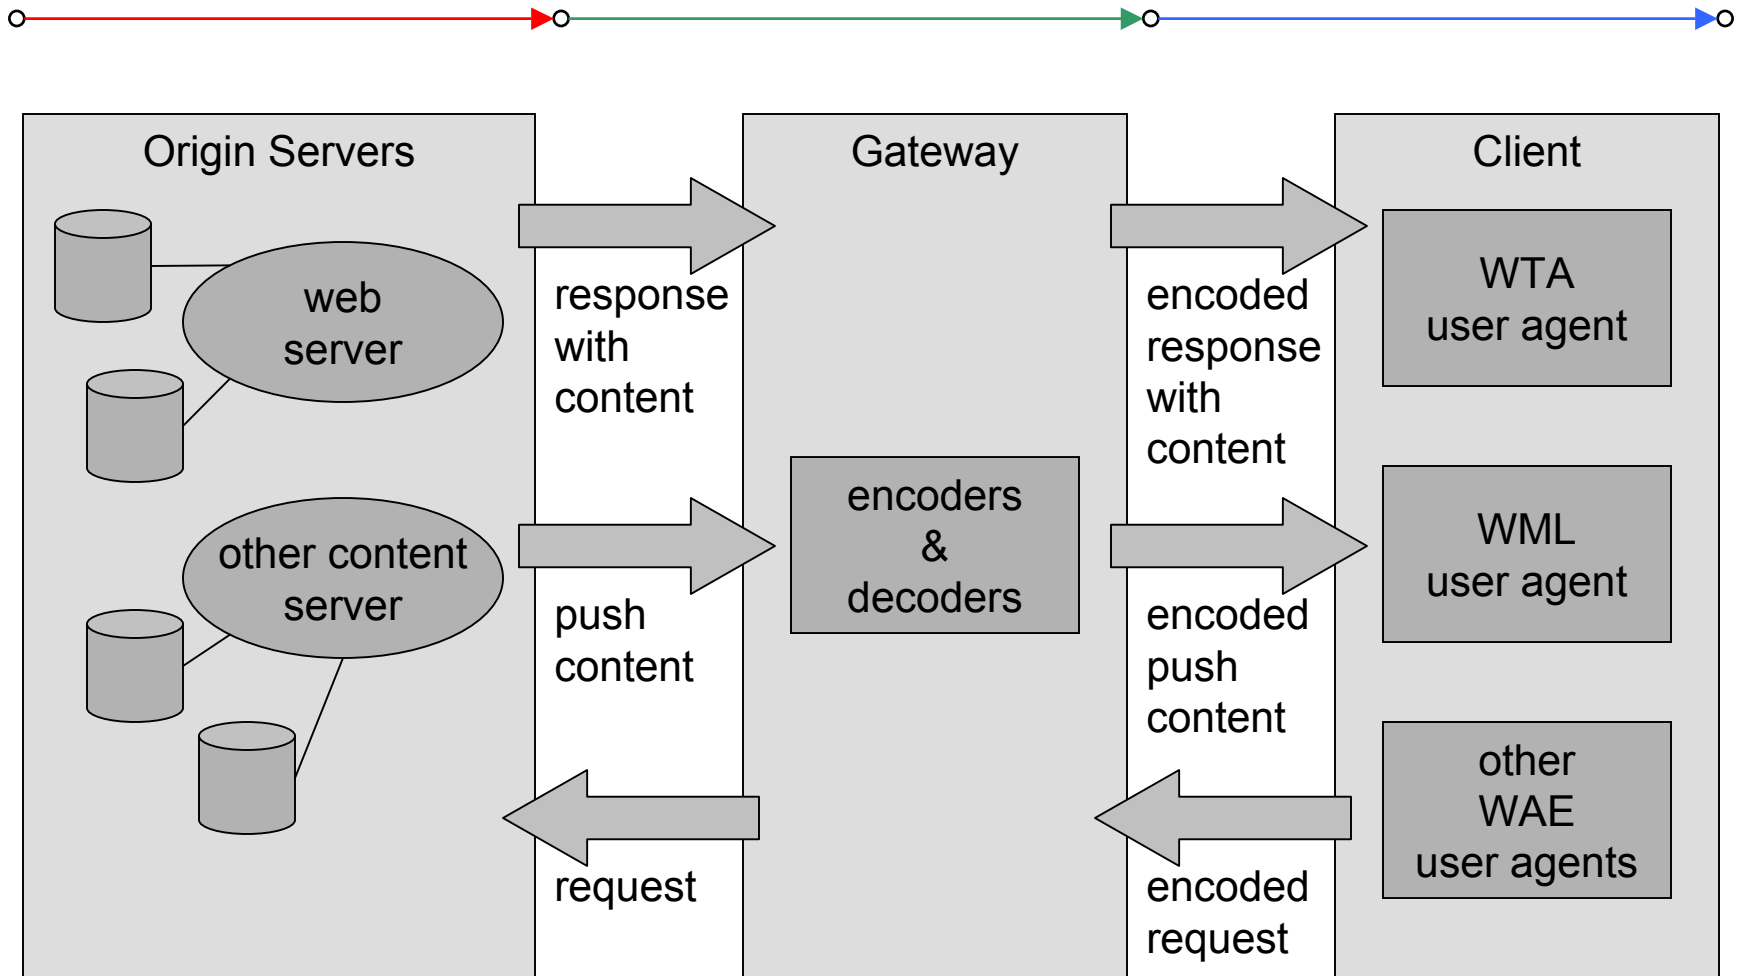 Origin Servers
web
server
other content
server
response
with
content
push
content
request
Gateway
encoders
&
decoders
encoded
response
with
content
encoded
push
content
encoded
request
Client
WTA
user agent
WML
user agent
other
WAE
user agents